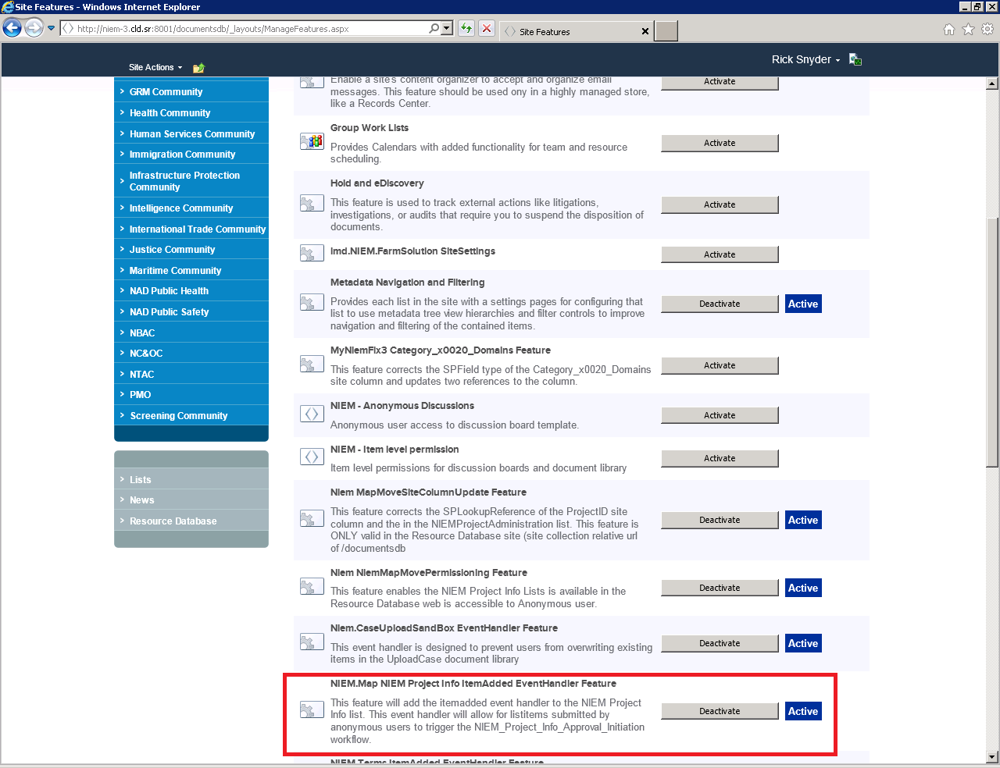 Site Features - Windows Internet Explorer
http://niem-3.cld.sr:8001/documentsdb/_layouts/ManageFeatures.aspx
Site Features
Site Actions
Rick Snyder
GRM Community
Health Community
Human Services Community
Immigration Community
Infrastructure Protection
Community
Intelligence Community
International Trade Community
Justice Community
Maritime Community
NAD Public Health
NAD Public Safety
NBAC
NC&OC
NTAC
PMO
Screening Community
Lists
News
Resource Database
Enable a site's content organizer to accept and organize email
messages. This feature should be used ony in a highly managed store,
like a Records Center.
Activate
Group Work Lists
Provides Calendars with added functionality for team and resource
scheduling.
Activate
Hold and eDiscovery
This feature is used to track external actions like litigations,
investigations, or audits that require you to suspend the disposition of
documents.
Activate
Imd.NIEM.FarmSolution SiteSettings
Activate
Metadata Navigation and Filtering
Provides each list in the site with a settings pages for configuring that
list to use metadata tree view hierarchies and filter controls to improve
navigation and filtering of the contained items.
Deactivate
Active
MyNiemFix3 Category_x0020_Domains Feature
This feature corrects the SPField type of the Category_x0020_Domains
site column and updates two references to the column.
Activate
NIEM - Anonymous Discussions
Anonymous user access to discussion board template.
Activate
NIEM - Item level permission
Item level permissions for discussion boards and document library
Activate
Niem MapMoveSiteColumnUpdate Feature
This feature corrects the SPLookupReference of the ProjectID site
column and the in the NIEMProjectAdministration list. This feature is
ONLY valid in the Resource Database site (site collection relative url
of /documentsdb
Deactivate
Active
Niem NiemMapMovePermissioning Feature
This feature enables the NIEM Project Info Lists is available in the
Resource Database web is accessible to Anonymous user.
Deactivate
Active
Niem.CaseUploadSandBox EventHandler Feature
This event handler is designed to prevent users from overwriting existing
items in the UploadCase document library
Deactivate
Active
NIEM.Map NIEM Project Info ItemAdded EventHandler Feature
This feature will add the itemadded event handler to the NIEM Project
Info list. This event handler will allow for listitems submitted by
anonymous users to trigger the NIEM_Project_Info_Approval_Initiation
workflow.
Deactivate
Active
NIEM Terms ItemAdded EventHandler Feature